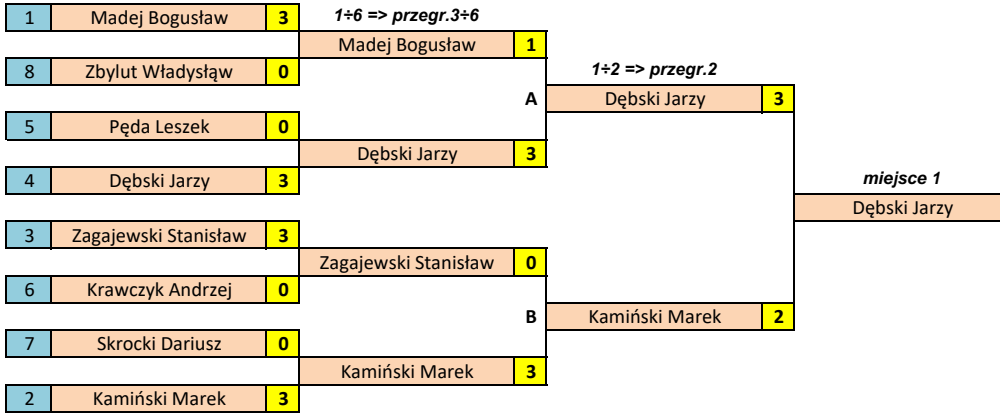 1 Madej Bogusław 3 1÷6 => przegr.3÷6
Madej Bogusław 1
8 Zbylut Władysłąw 0 1÷2 => przegr.2
A Dębski Jarzy 3
5 Pęda Leszek 0
Dębski Jarzy 3
4 Dębski Jarzy 3 miejsce 1
Dębski Jarzy
3 Zagajewski Stanisław 3
Zagajewski Stanisław 0
6 Krawczyk Andrzej 0
B Kamiński Marek 2
7 Skrocki Dariusz 0
Kamiński Marek 3
2 Kamiński Marek 3